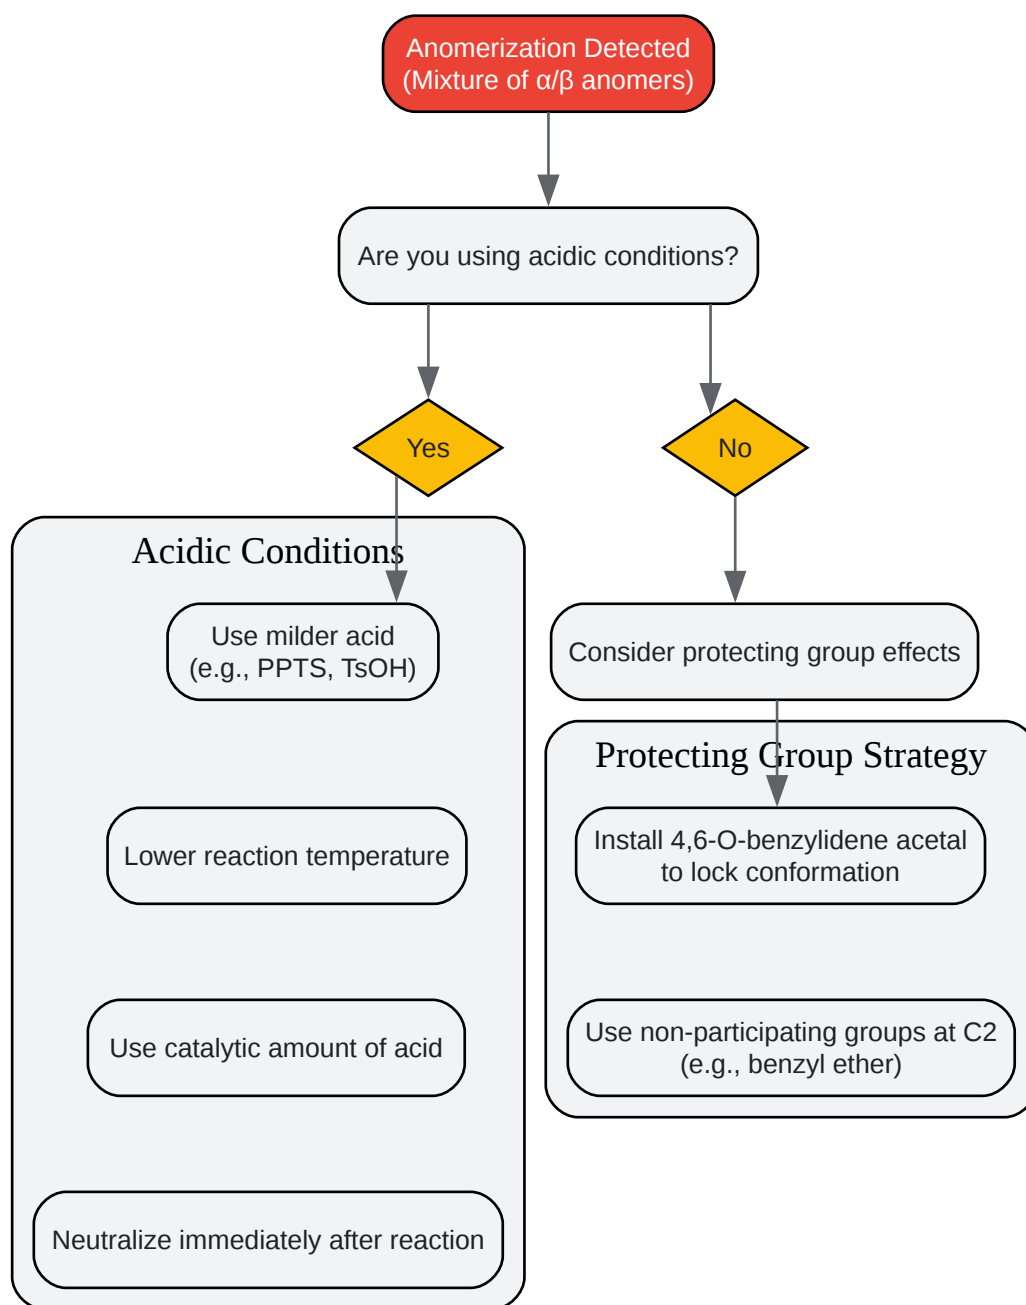 Anomerization Detected
(Mixture of α/β anomers)
Are you using acidic conditions?
Yes
No
Acidic Conditions
Use milder acid
(e.g., PPTS, TsOH)
Consider protecting group effects
Protecting Group Strategy
Lower reaction temperature
Install 4,6-O-benzylidene acetal
to lock conformation
Use catalytic amount of acid
Use non-participating groups at C2
(e.g., benzyl ether)
Neutralize immediately after reaction